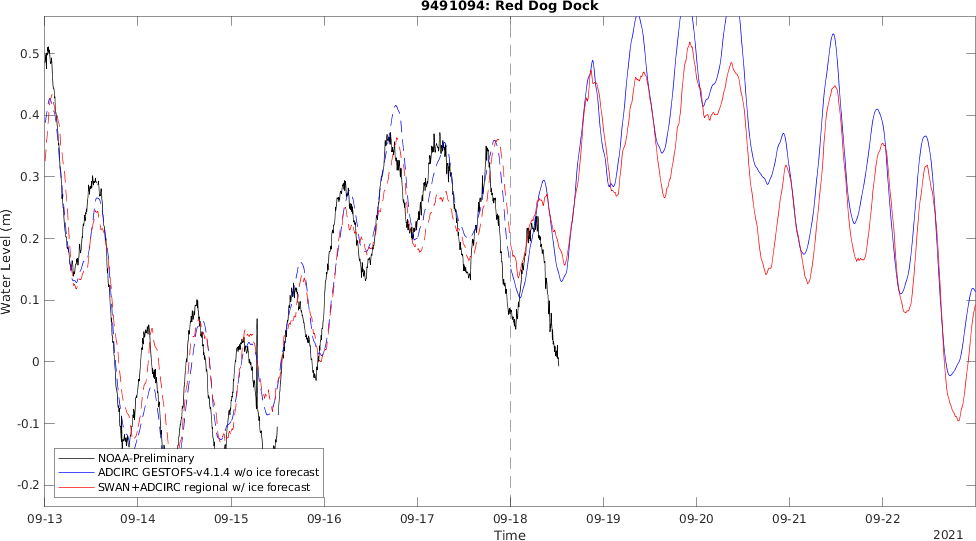 9491094: Red Dog Dock
Water Level (m)
0.5
0.4
0.3
0.2
0.1
0
-0.1
-0.2
NOAA-Preliminary
ADCIRC GESTOFS-v4.1.4 w/o ice forecast
SWAN+ADCIRC regional w/ ice forecast
09-13 09-14 09-15 09-16 09-17 09-18 09-19 09-20 09-21 09-22
Time
2021